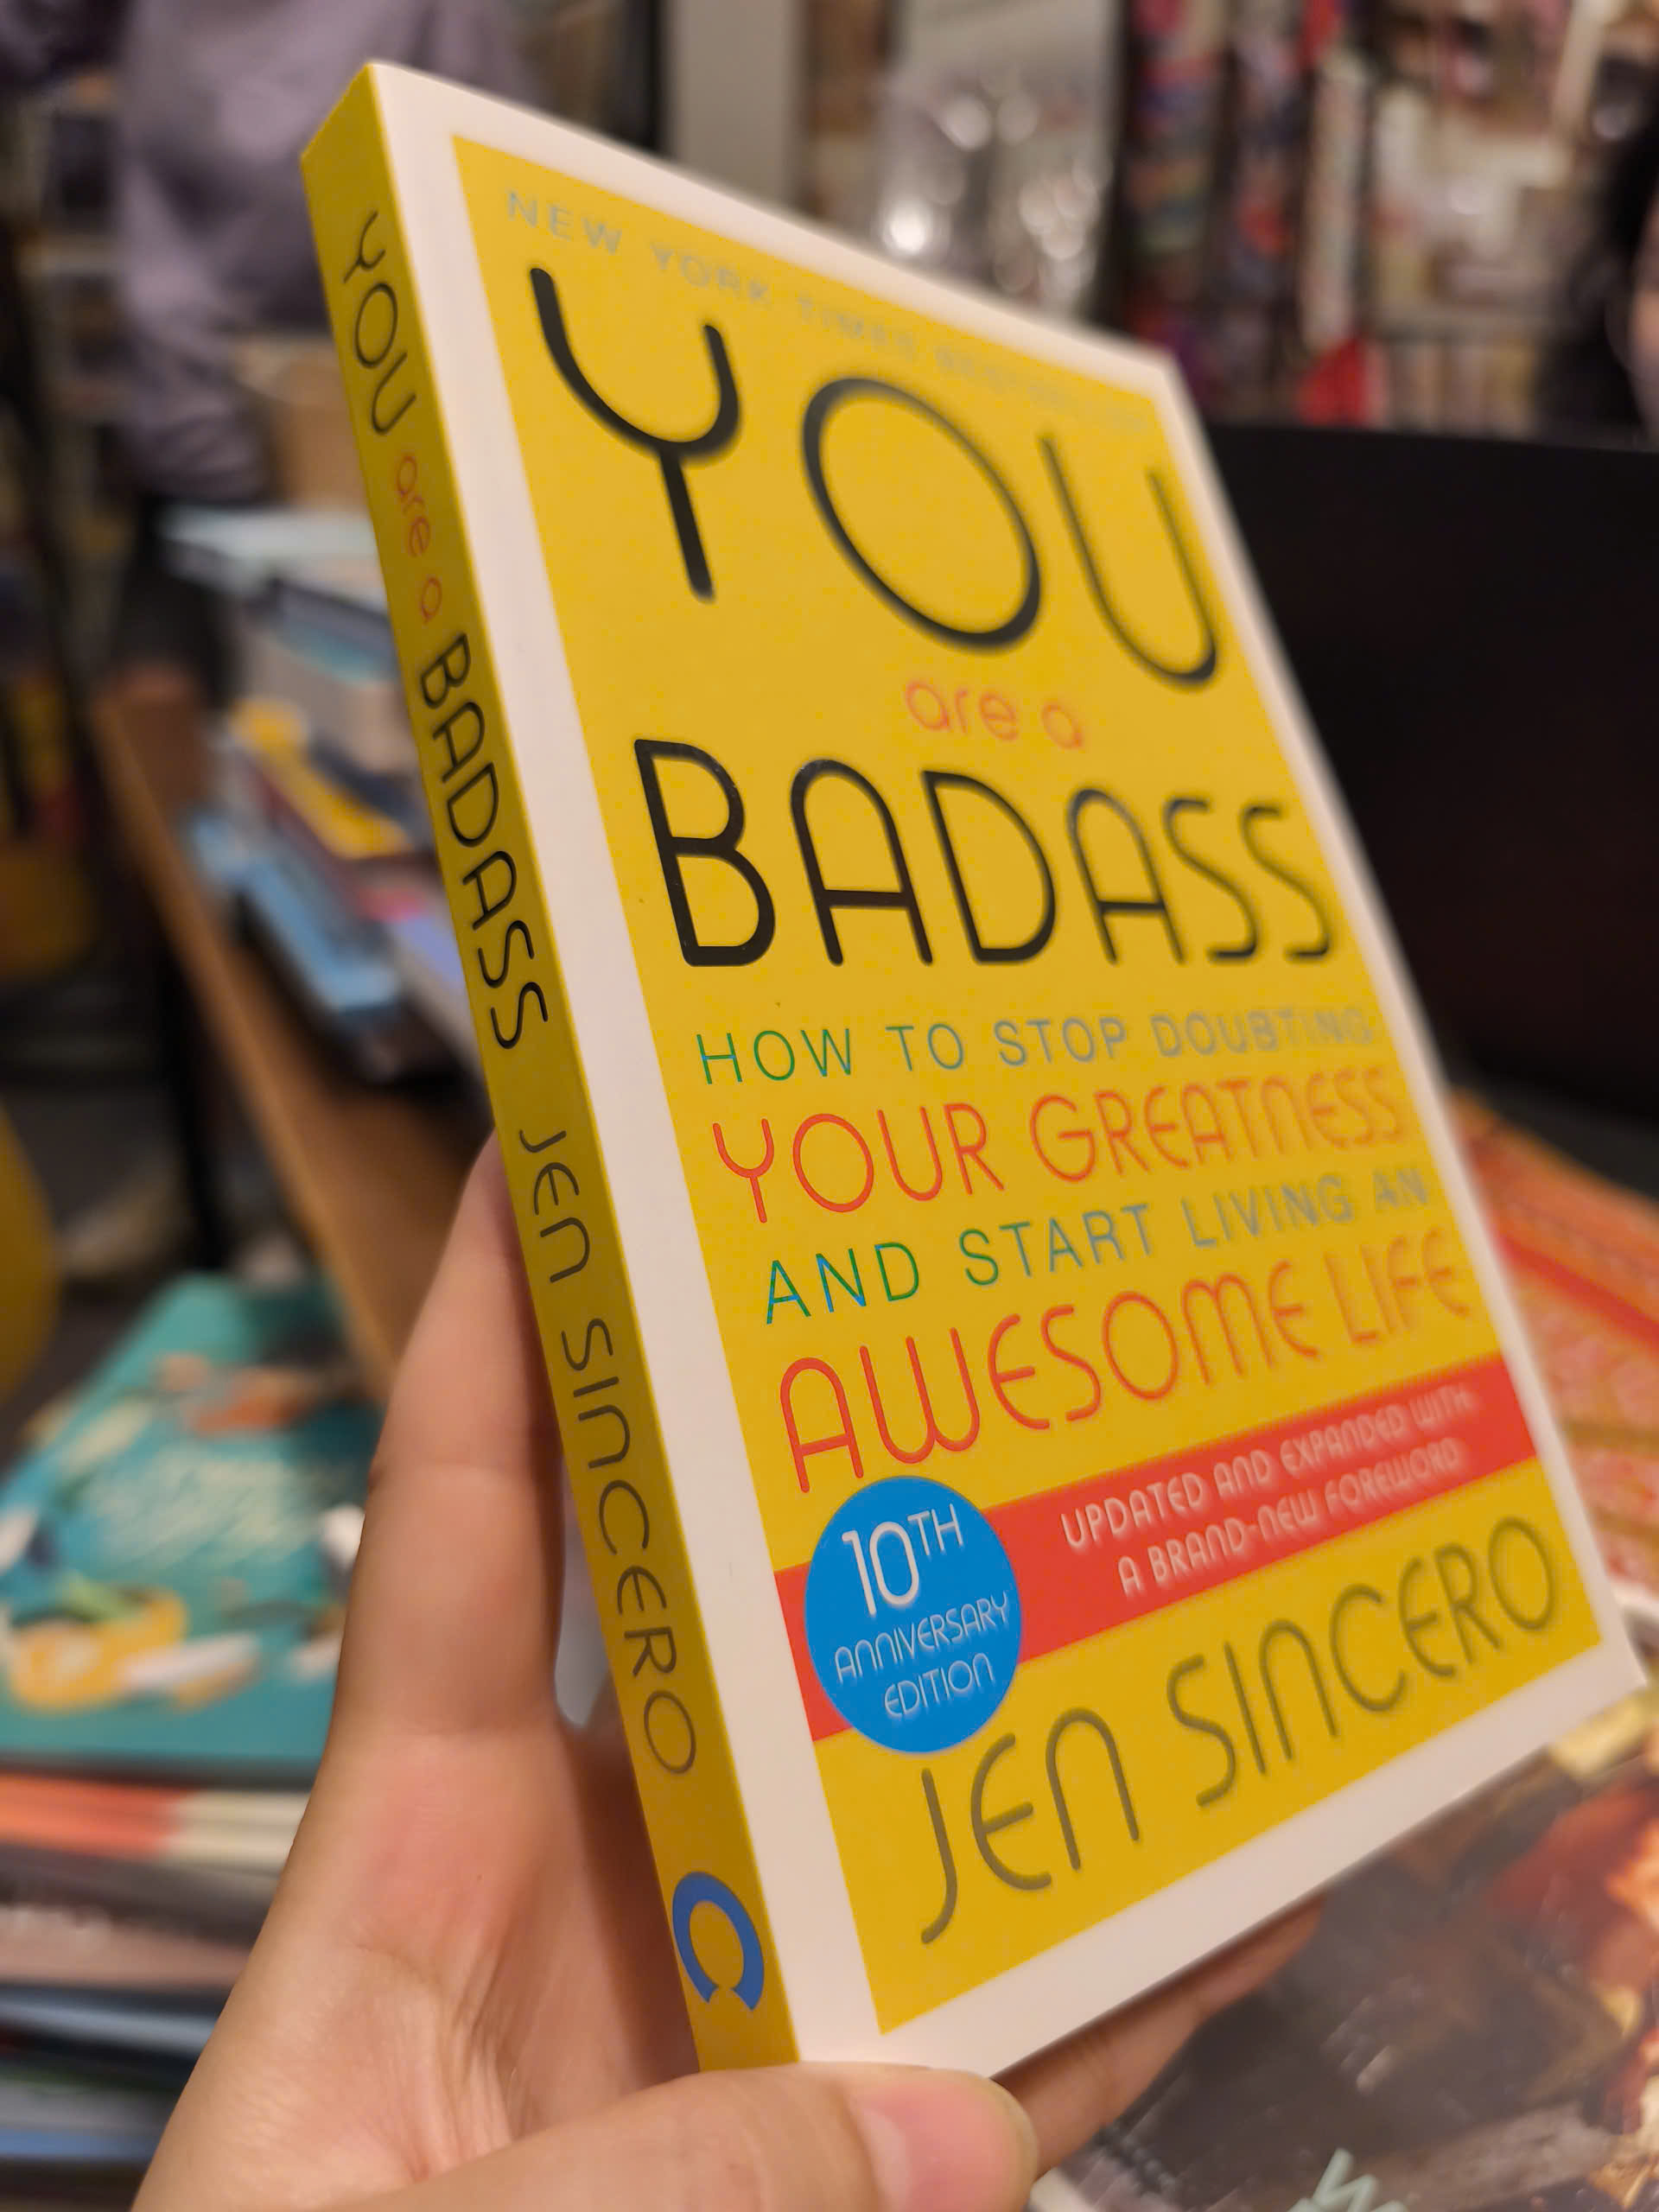 NEW YORK TIMES BESTSELLER
YOU
are a
BADASS
HOW TO STOP DOUBTING
YOUR GREATNESS
AND START LIVING AN
AWESOME LIFE
10TH
ANNIVERSARY
EDITION
UPDATED AND EXPANDED WITH
A BRAND-NEW FOREWORD
JEN SINCERO
YOU are a BADASS JEN SINCERO